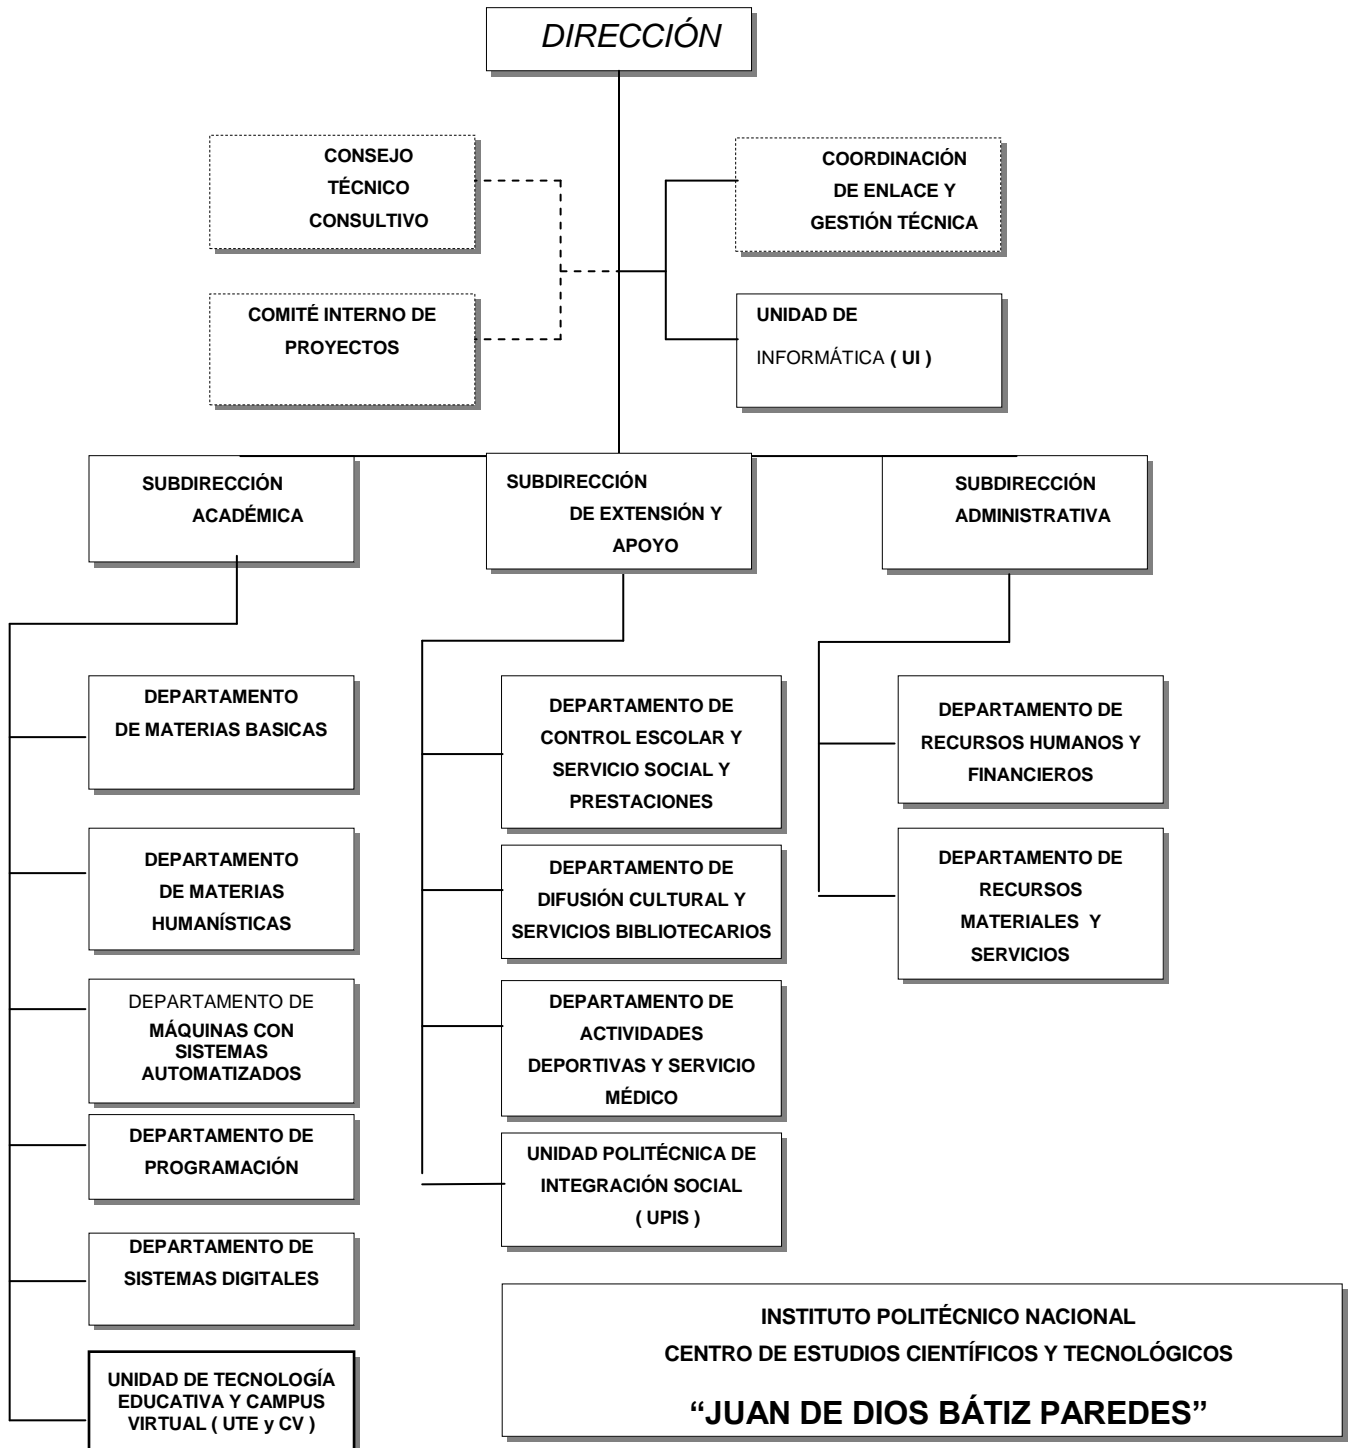 DIRECCIÓN
CONSEJO
TÉCNICO
CONSULTIVO
COORDINACIÓN
DE ENLACE Y
GESTIÓN TÉCNICA
COMITÉ INTERNO DE
PROYECTOS
UNIDAD DE
INFORMÁTICA ( UI )
SUBDIRECCIÓN
ACADÉMICA
SUBDIRECCIÓN
DE EXTENSIÓN Y
APOYO
SUBDIRECCIÓN
ADMINISTRATIVA
DEPARTAMENTO
DE MATERIAS BASICAS
DEPARTAMENTO
DE MATERIAS
HUMANÍSTICAS
DEPARTAMENTO DE
MÁQUINAS CON
SISTEMAS
AUTOMATIZADOS
DEPARTAMENTO DE
PROGRAMACIÓN
DEPARTAMENTO DE
SISTEMAS DIGITALES
UNIDAD DE TECNOLOGÍA
EDUCATIVA Y CAMPUS
VIRTUAL ( UTE y CV )
DEPARTAMENTO DE
CONTROL ESCOLAR Y
SERVICIO SOCIAL Y
PRESTACIONES
DEPARTAMENTO DE
DIFUSIÓN CULTURAL Y
SERVICIOS BIBLIOTECARIOS
DEPARTAMENTO DE
ACTIVIDADES
DEPORTIVAS Y SERVICIO
MÉDICO
UNIDAD POLITÉCNICA DE
INTEGRACIÓN SOCIAL
( UPIS )
DEPARTAMENTO DE
RECURSOS HUMANOS Y
FINANCIEROS
DEPARTAMENTO DE
RECURSOS
MATERIALES Y
SERVICIOS
INSTITUTO POLITÉCNICO NACIONAL
CENTRO DE ESTUDIOS CIENTÍFICOS Y TECNOLÓGICOS
“JUAN DE DIOS BÁTIZ PAREDES”